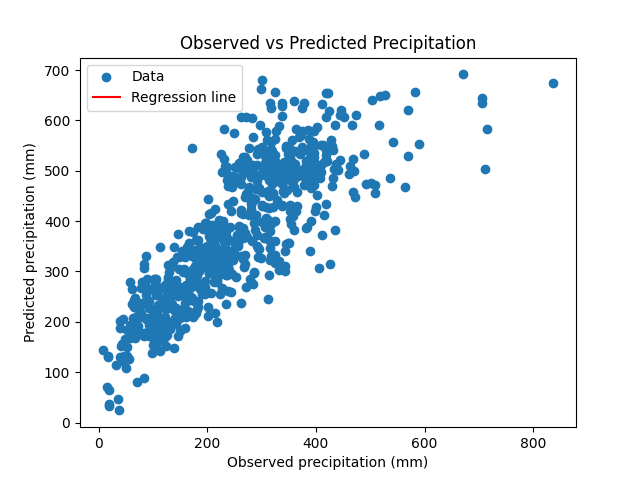 Observed vs Predicted Precipitation
Data
Regression line
Predicted precipitation (mm)
700
600
500
400
300
200
100
0
0 200 400 600 800
Observed precipitation (mm)